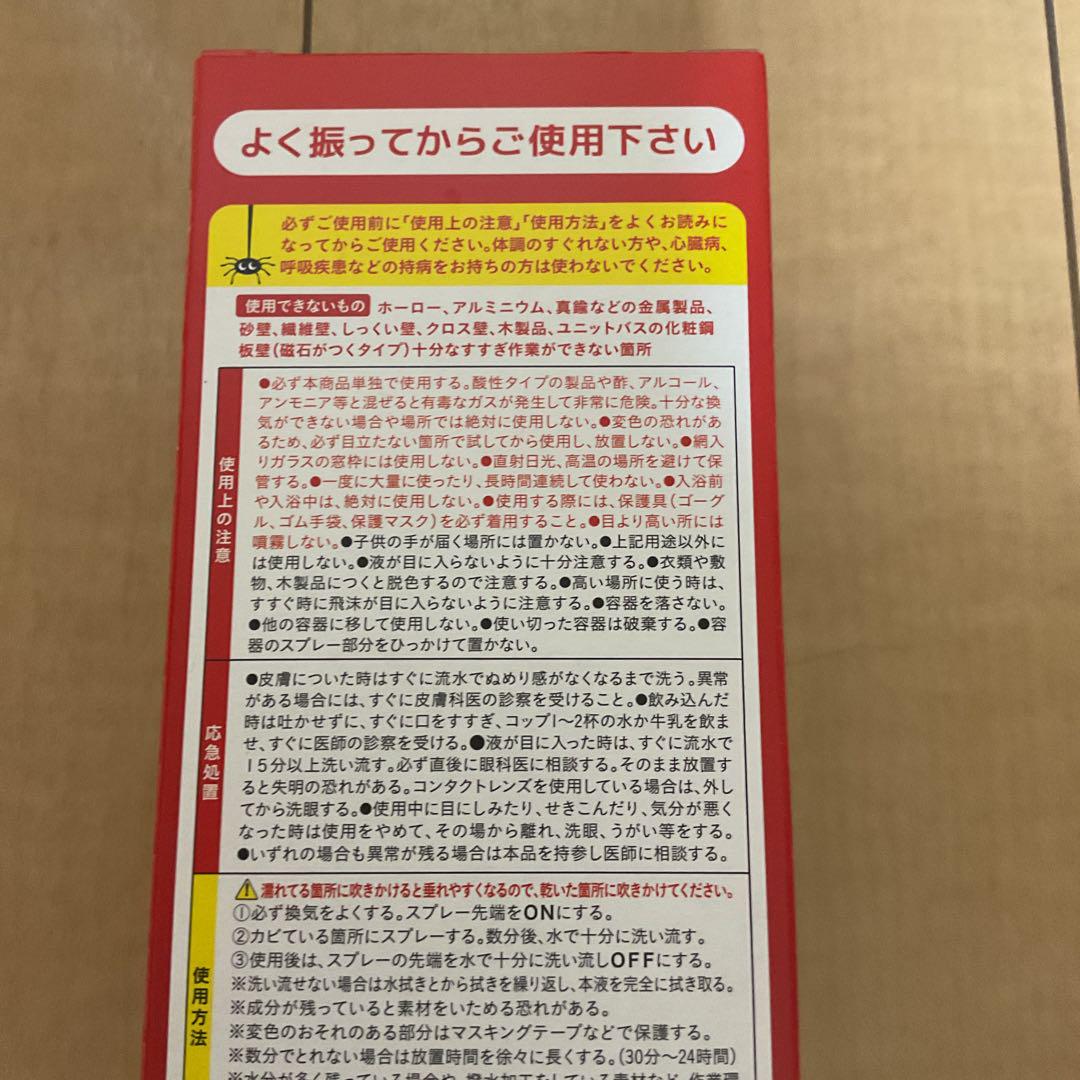 よく振ってからご使用下さい
必ずご使用前に「使用上の注意」「使用方法」をよくお読みに
なってからご使用ください。体調のすぐれない方や、心臓病、
呼吸疾患などの持病をお持ちの方は使わないでください。
使用できないもの ホーロー、アルミニウム、真鍮などの金属製品、
砂壁、繊維壁、しっくい壁、クロス壁、木製品、ユニットバスの化粧鋼
板壁(磁石がつくタイプ)十分なすすぎ作業ができない箇所
使用上の注意
●必ず本商品単独で使用する。酸性タイプの製品や酢、アルコール、
アンモニア等と混ぜると有毒なガスが発生して非常に危険。十分な換
気ができない場合や場所では絶対に使用しない。●変色の恐れがあ
るため、必ず目立たない箇所で試してから使用し、放置しない。●網入
りガラスの窓枠には使用しない。●直射日光、高温の場所を避けて保
管する。●一度に大量に使ったり、長時間連続して使わない。●入浴前
や入浴中は、絶対に使用しない。●使用する際には、保護具(ゴーグ
ル、ゴム手袋、保護マスク)を必ず着用すること。●目より高い所には
噴霧しない。●子供の手が届く場所には置かない。●上記用途以外に
は使用しない。●液が目に入らないように十分注意する。●衣類や敷
物、木製品につくと脱色するので注意する。●高い場所に使う時は、
すすぐ時に飛沫が目に入らないように注意する。●容器を落さない。
●他の容器に移して使用しない。●使い切った容器は破棄する。●容
器のスプレー部分をひっかけて置かない。
応急処置
●皮膚についた時はすぐに流水でぬめり感がなくなるまで洗う。異常
がある場合には、すぐに皮膚科医の診察を受けること。●飲み込んだ
時は吐かせずに、すぐに口をすすぎ、コップ1〜2杯の水か牛乳を飲ま
せ、すぐに医師の診察を受ける。●液が目に入った時は、すぐに流水で
15分以上洗い流す。必ず直後に眼科医に相談する。そのまま放置す
ると失明の恐れがある。コンタクトレンズを使用している場合は、外し
てから洗眼する。●使用中に目にしみたり、せきこんだり、気分が悪く
なった時は使用をやめて、その場から離れ、洗眼、うがい等をする。
●いずれの場合も異常が残る場合は本品を持参し医師に相談する。
使用方法
濡れてる箇所に吹きかけると垂れやすくなるので、乾いた箇所に吹きかけてください。
①必ず換気をよくする。スプレー先端をONにする。
②カビている箇所にスプレーする。数分後、水で十分に洗い流す。
③使用後は、スプレーの先端を水で十分に洗い流しOFFにする。
※洗い流せない場合は水拭きとから拭きを繰り返し、本液を完全に拭き取る。
※成分が残っていると素材をいためる恐れがある。
※変色のおそれのある部分はマスキングテープなどで保護する。
※数分でとれない場合は放置時間を徐々に長くする。(30分〜24時間)
※水分が多く残っている場合や、撥水加工をしている素材など、作業環